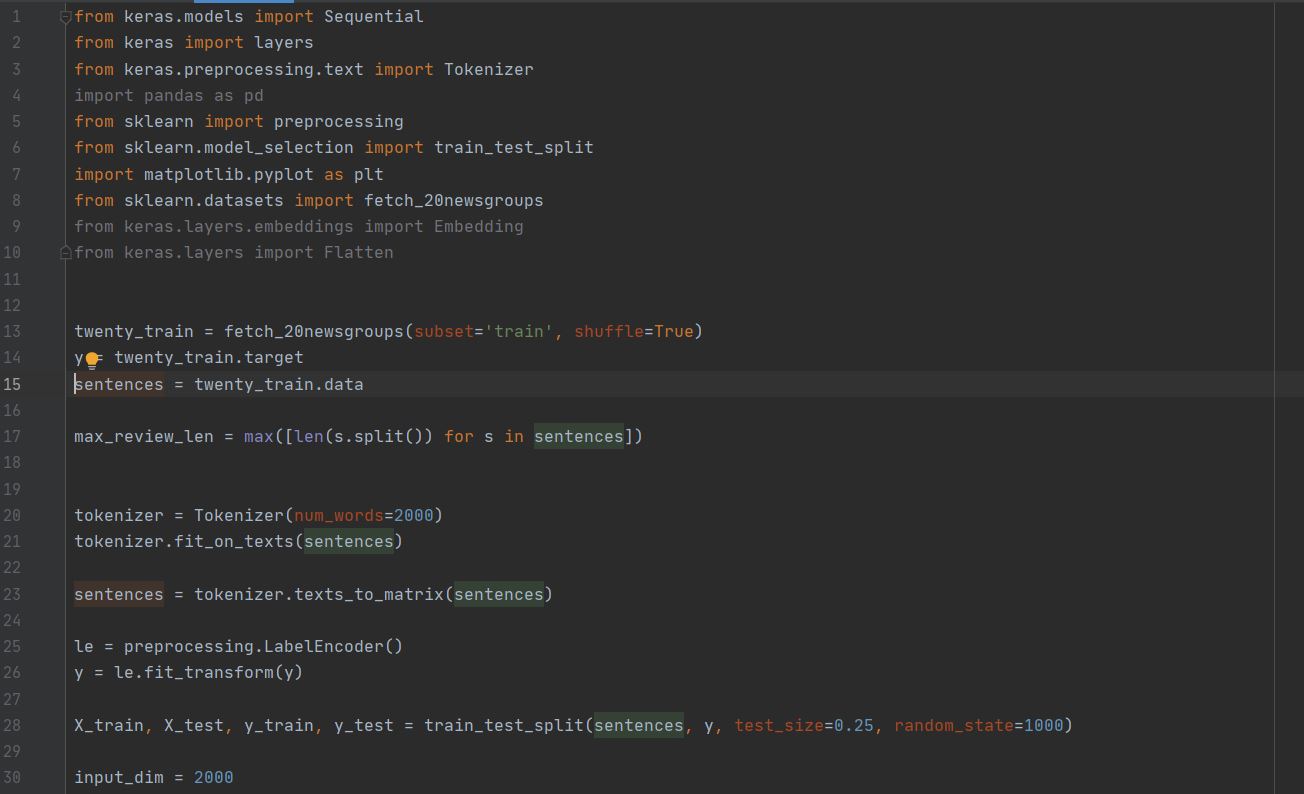 1 from keras.models import Sequential
2 from keras import layers
3 from keras.preprocessing.text import Tokenizer
4 import pandas as pd
5 from sklearn import preprocessing
6 from sklearn.model_selection import train_test_split
7 import matplotlib.pyplot as plt
8 from sklearn.datasets import fetch_20newsgroups
9 from keras.layers.embeddings import Embedding
10 from keras.layers import Flatten
11
12
13 twenty_train = fetch_20newsgroups(subset='train', shuffle=True)
14 y = twenty_train.target
15 sentences = twenty_train.data
16
17 max_review_len = max([len(s.split()) for s in sentences])
18
19
20 tokenizer = Tokenizer(num_words=2000)
21 tokenizer.fit_on_texts(sentences)
22
23 sentences = tokenizer.texts_to_matrix(sentences)
24
25 le = preprocessing.LabelEncoder()
26 y = le.fit_transform(y)
27
28 X_train, X_test, y_train, y_test = train_test_split(sentences, y, test_size=0.25, random_state=1000)
29
30 input_dim = 2000